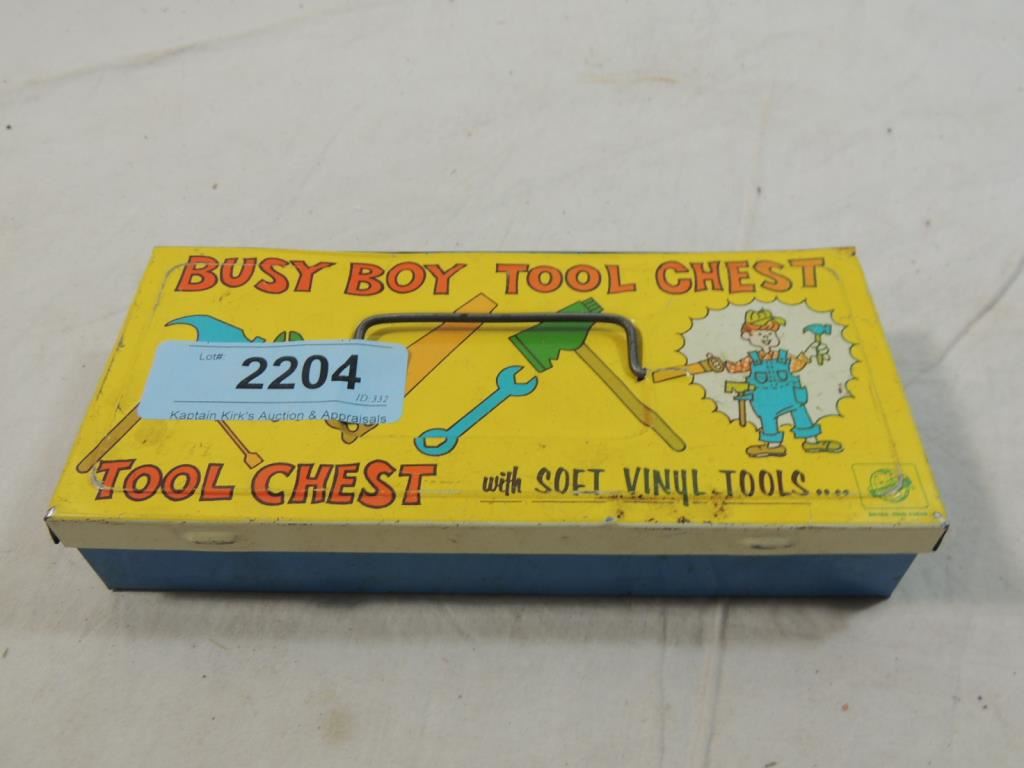 BUSY BOY TOOL CHEST
Lot#:
2204
ID:332
Kaptain Kirk's Auction & Appraisals
TOOL CHEST with SOFT VINYL TOOLS....